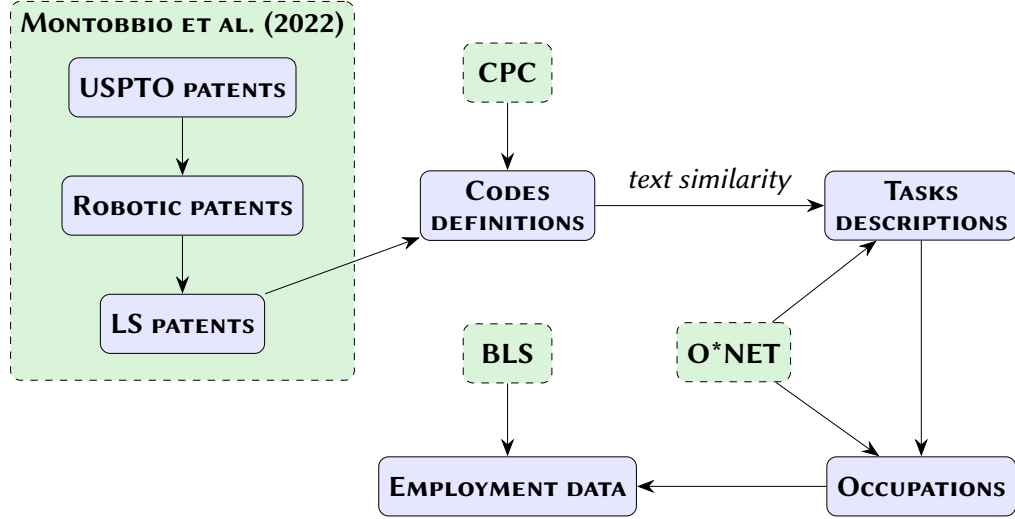 Montobbio et al. (2022)
USPTO patents
Robotic patents
LS patents
CPC
Codes
definitions
text similarity
Tasks
descriptions
BLS
O*NET
Employment data
Occupations